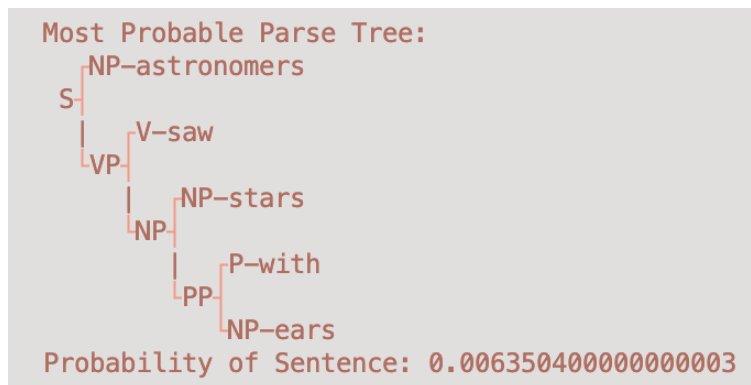 Most Probable Parse Tree:
NP-astronomers
S
V-saw
VP
NP-stars
NP
P-with
PP
NP-ears
Probability of Sentence: 0.006350400000000003